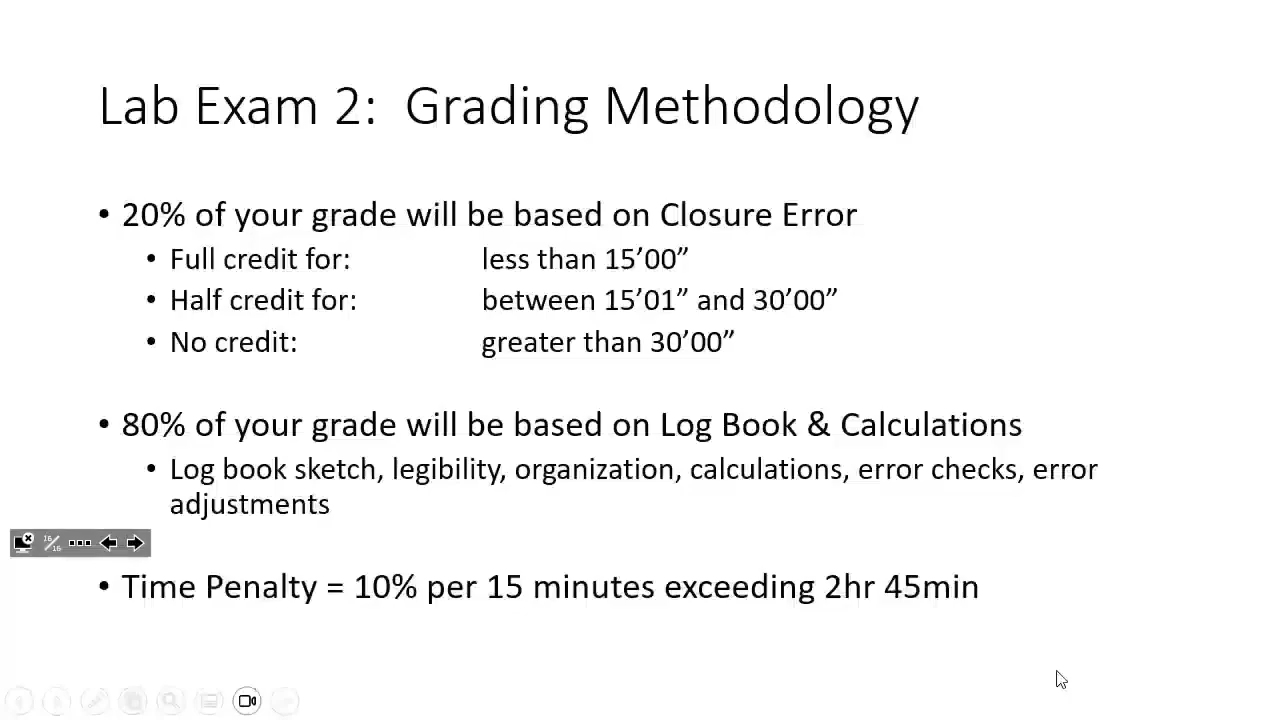 Lab Exam 2: Grading Methodology
• 20% of your grade will be based on Closure Error
• Full credit for: less than 15’00”
• Half credit for: between 15’01” and 30’00”
• No credit: greater than 30’00”
• 80% of your grade will be based on Log Book & Calculations
• Log book sketch, legibility, organization, calculations, error checks, error
adjustments
16/16
• Time Penalty = 10% per 15 minutes exceeding 2hr 45min